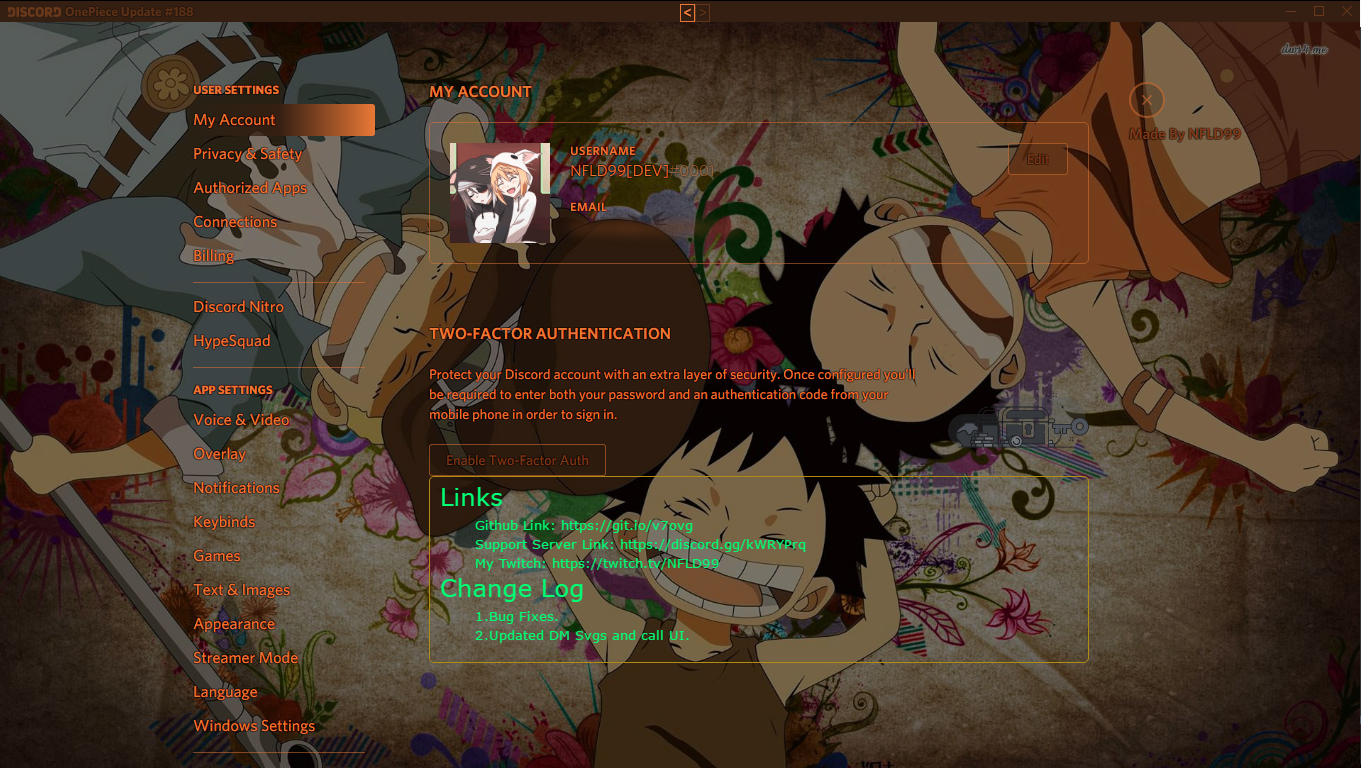 DISCORD OnePiece Update #188
< >
USER SETTINGS
My Account
Privacy & Safety
Authorized Apps
Connections
Billing
Discord Nitro
HypeSquad
APP SETTINGS
Voice & Video
Overlay
Notifications
Keybinds
Games
Text & Images
Appearance
Streamer Mode
Language
Windows Settings
MY ACCOUNT
USERNAME
NFLD99[DEV]#0001
Edit
EMAIL
Made By NFLD99
TWO-FACTOR AUTHENTICATION
Protect your Discord account with an extra layer of security. Once configured you'll
be required to enter both your password and an authentication code from your
mobile phone in order to sign in.
Enable Two-Factor Auth
Links
Github Link: https://git.io/v7ovg
Support Server Link: https://discord.gg/kWRYPrq
My Twitch: https://twitch.tv/NFLD99
Change Log
1.Bug Fixes.
2.Updated DM Svgs and call UI.